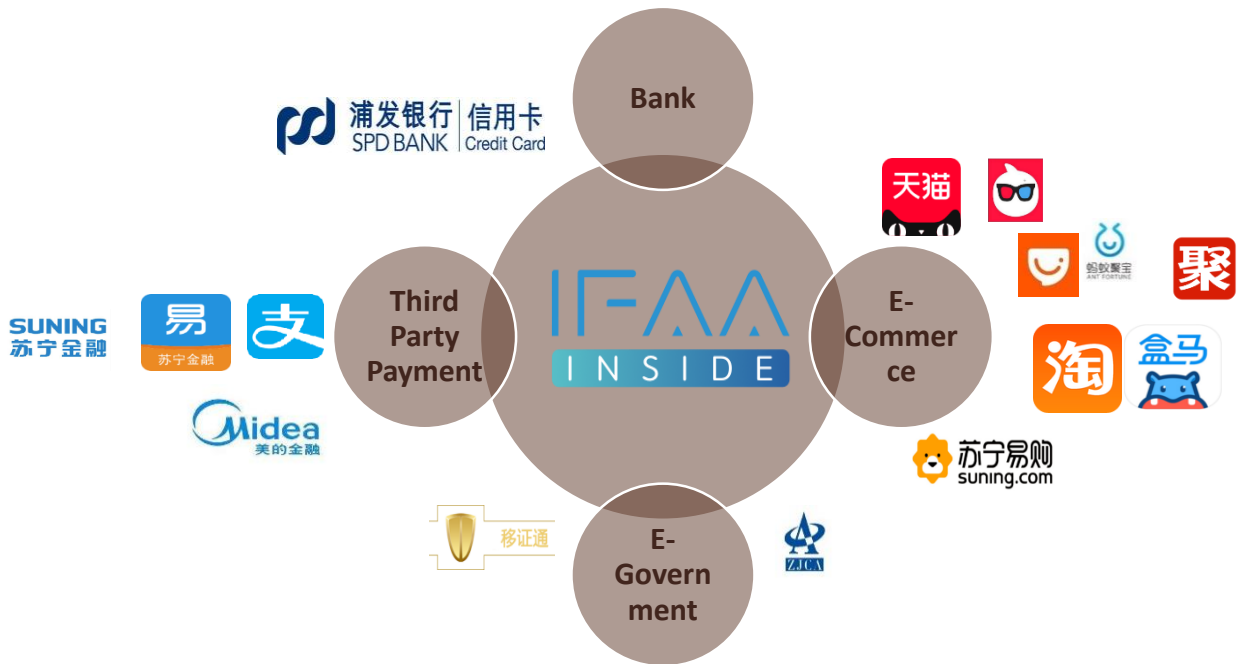 Bank
浦发银行
SPD BANK
信用卡
Credit Card
天猫
蚂蚁聚宝
ANT FORTUNE
聚
IFAA
INSIDE
Third
Party
Payment
E-
Commer
ce
SUNING
苏宁金融
易
苏宁金融
支
淘
盒马
Midea
美的金融
苏宁易购
suning.com
移证通
E-
Govern
ment
ZJCA